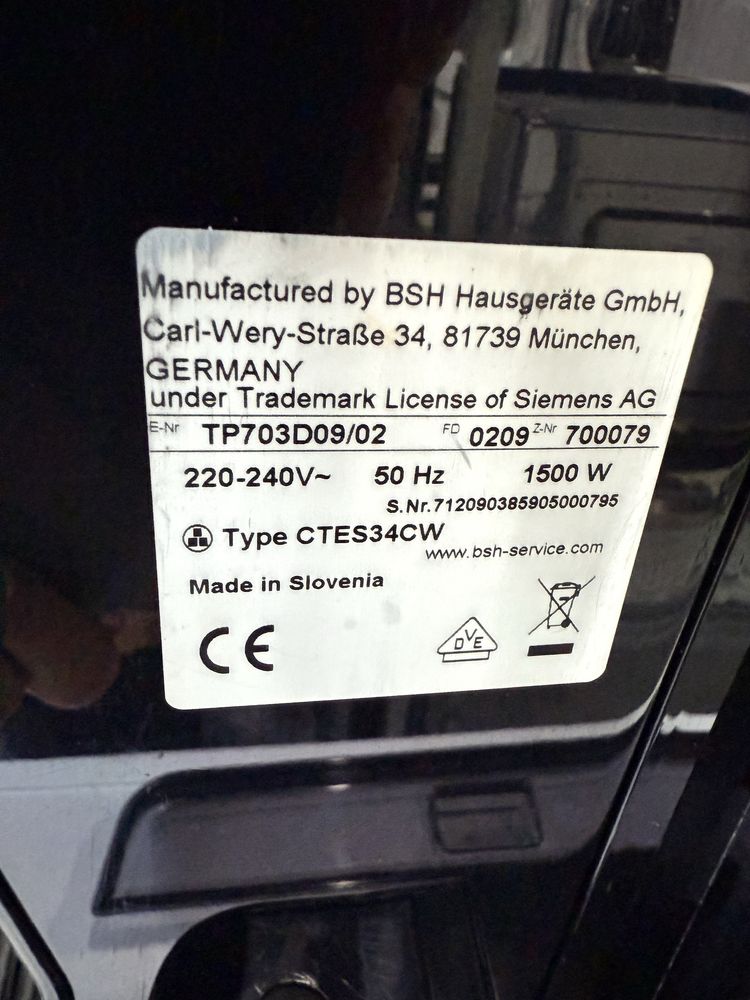 Manufactured by BSH Hausgeräte GmbH,
Carl-Wery-Straße 34, 81739 München,
GERMANY
under Trademark License of Siemens AG
E-Nr TP703D09/02 FD 0209 Z-Nr 700079
220-240V~ 50 Hz 1500 W
S.Nr.712090385905000795
Type CTES34CW
www.bsh-service.com
Made in Slovenia
CE
DVE